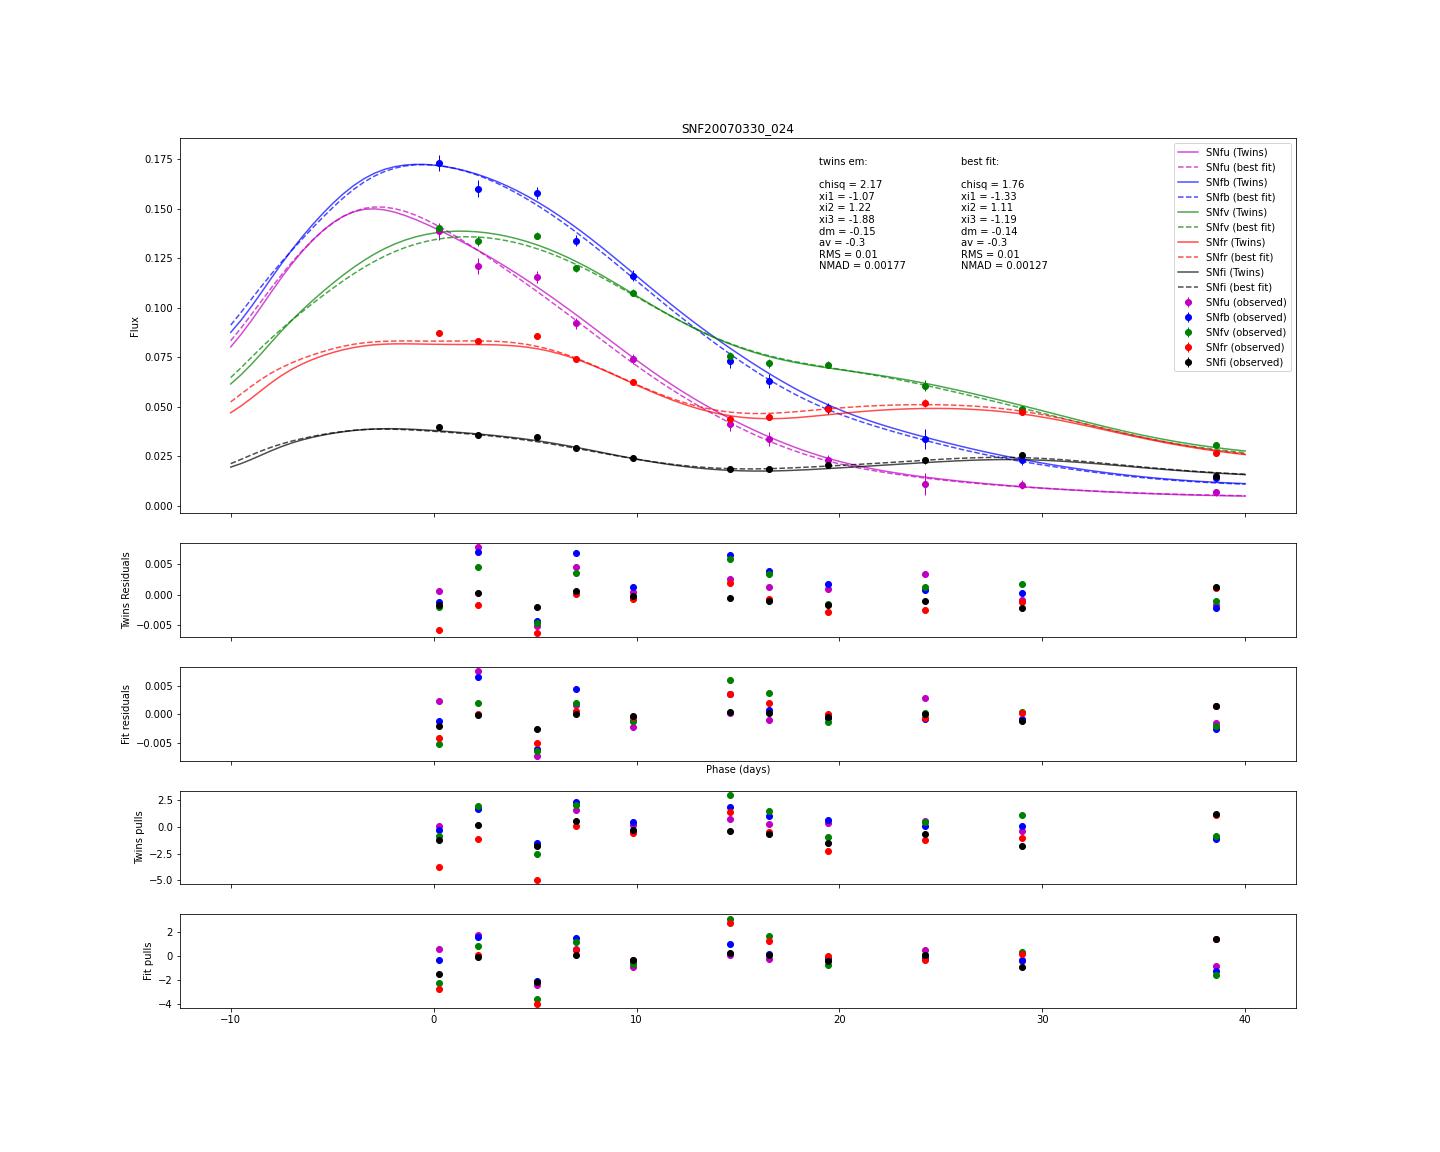 SNF20070330_024
Flux
0.175
0.150
0.125
0.100
0.075
0.050
0.025
0.000
twins em:
chisq = 2.17
xi1 = -1.07
xi2 = 1.22
xi3 = -1.88
dm = -0.15
av = -0.3
RMS = 0.01
NMAD = 0.00177
best fit:
chisq = 1.76
xi1 = -1.33
xi2 = 1.11
xi3 = -1.19
dm = -0.14
av = -0.3
RMS = 0.01
NMAD = 0.00127
SNfu (Twins)
SNfu (best fit)
SNfb (Twins)
SNfb (best fit)
SNfv (Twins)
SNfv (best fit)
SNfr (Twins)
SNfr (best fit)
SNfi (Twins)
SNfi (best fit)
SNfu (observed)
SNfb (observed)
SNfv (observed)
SNfr (observed)
SNfi (observed)
Twins Residuals
0.005
0.000
−0.005
Fit residuals
0.005
0.000
−0.005
Phase (days)
Twins pulls
2.5
0.0
−2.5
−5.0
Fit pulls
2
0
−2
−4
−10
0
10
20
30
40